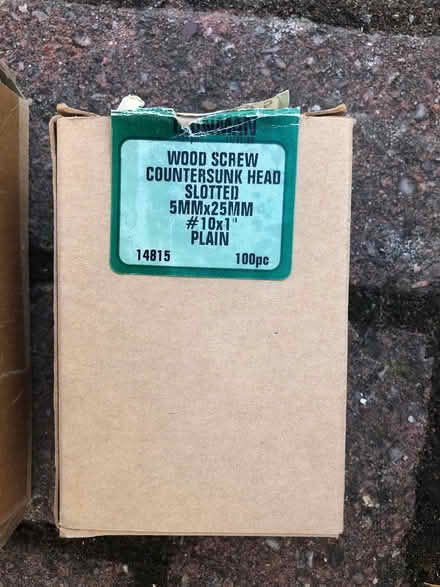 WOOD SCREW
COUNTERSUNK HEAD
SLOTTED
5MMx25MM
#10x1"
PLAIN
14815 100pc